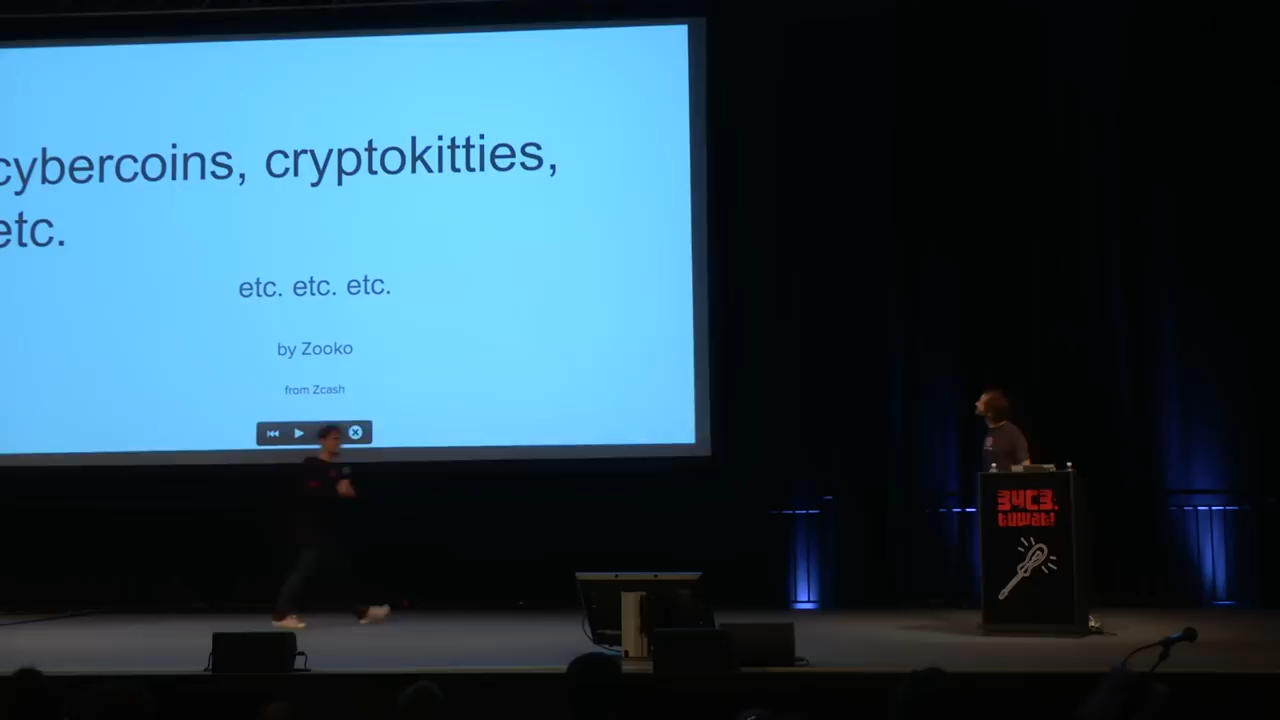 cybercoins, cryptokitties,
etc.
etc. etc. etc.
by Zooko
from Zcash
34C3.
tuwat!